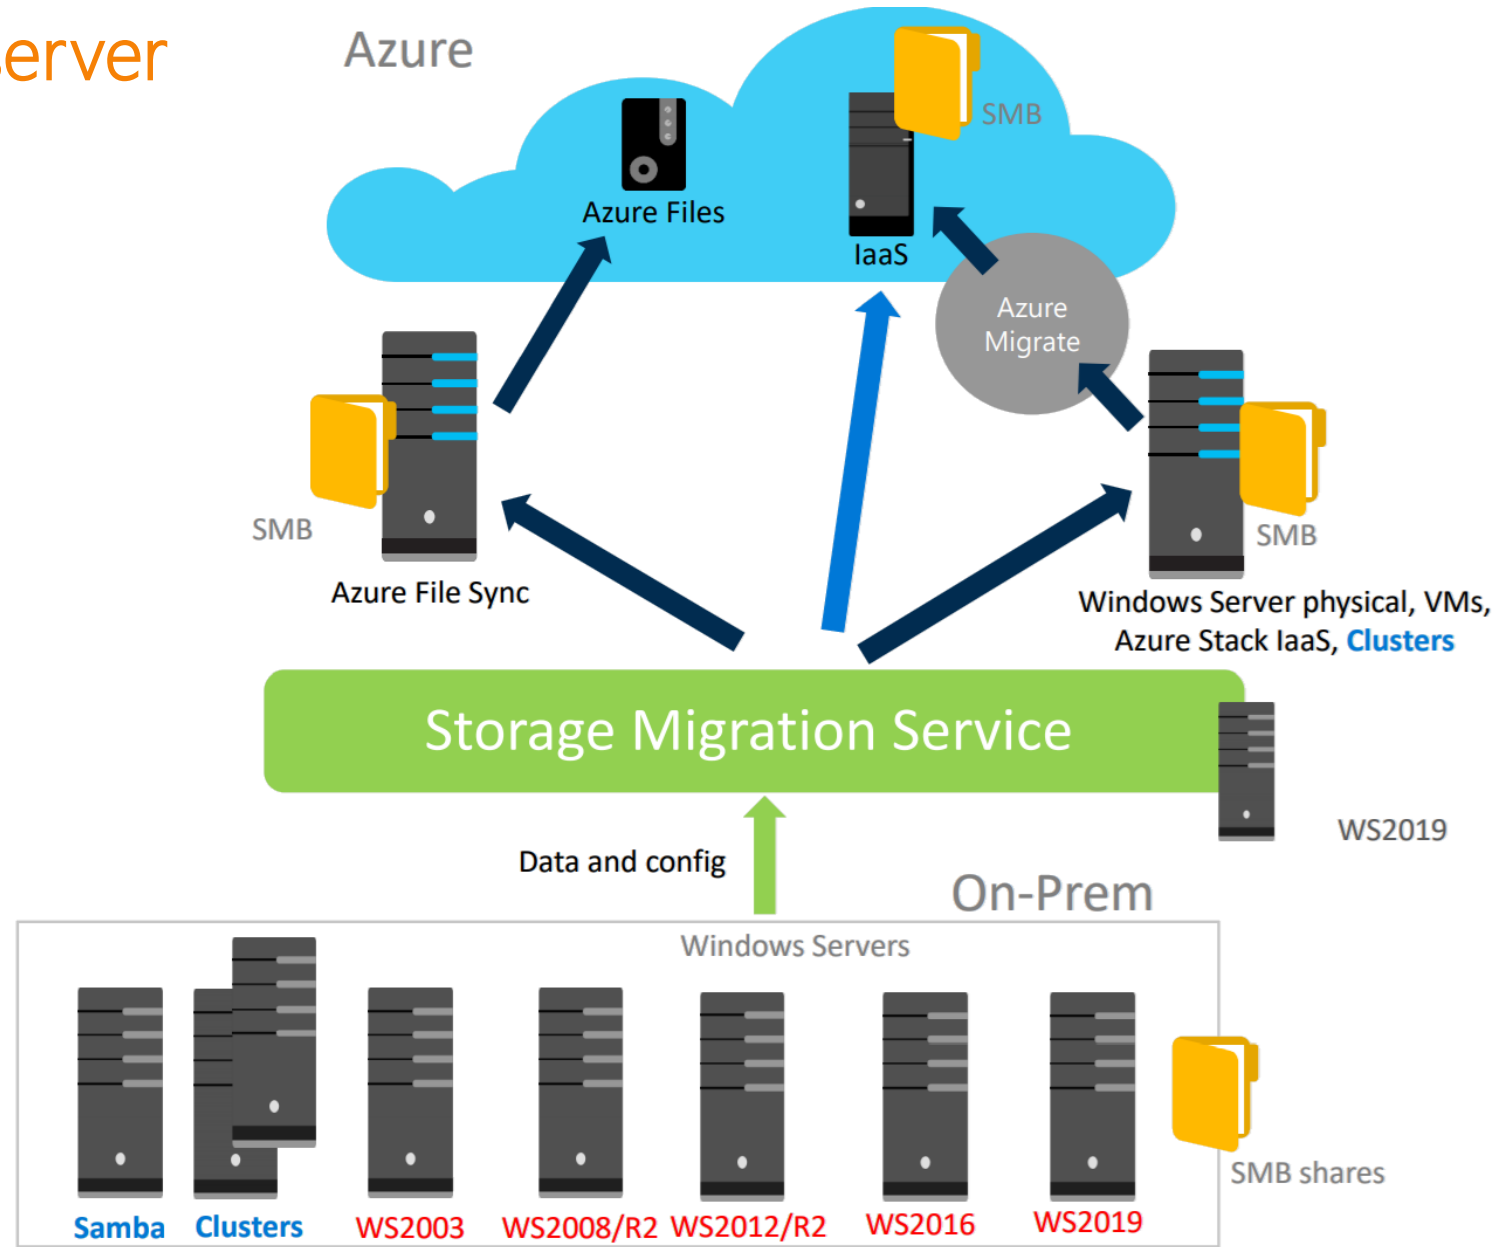 erver
Azure
SMB
Azure Files
IaaS
Azure
Migrate
SMB
SMB
Azure File Sync
Windows Server physical, VMs,
Azure Stack IaaS, Clusters
Storage Migration Service
WS2019
Data and config
On-Prem
Windows Servers
SMB shares
Samba
Clusters
WS2003
WS2008/R2
WS2012/R2
WS2016
WS2019